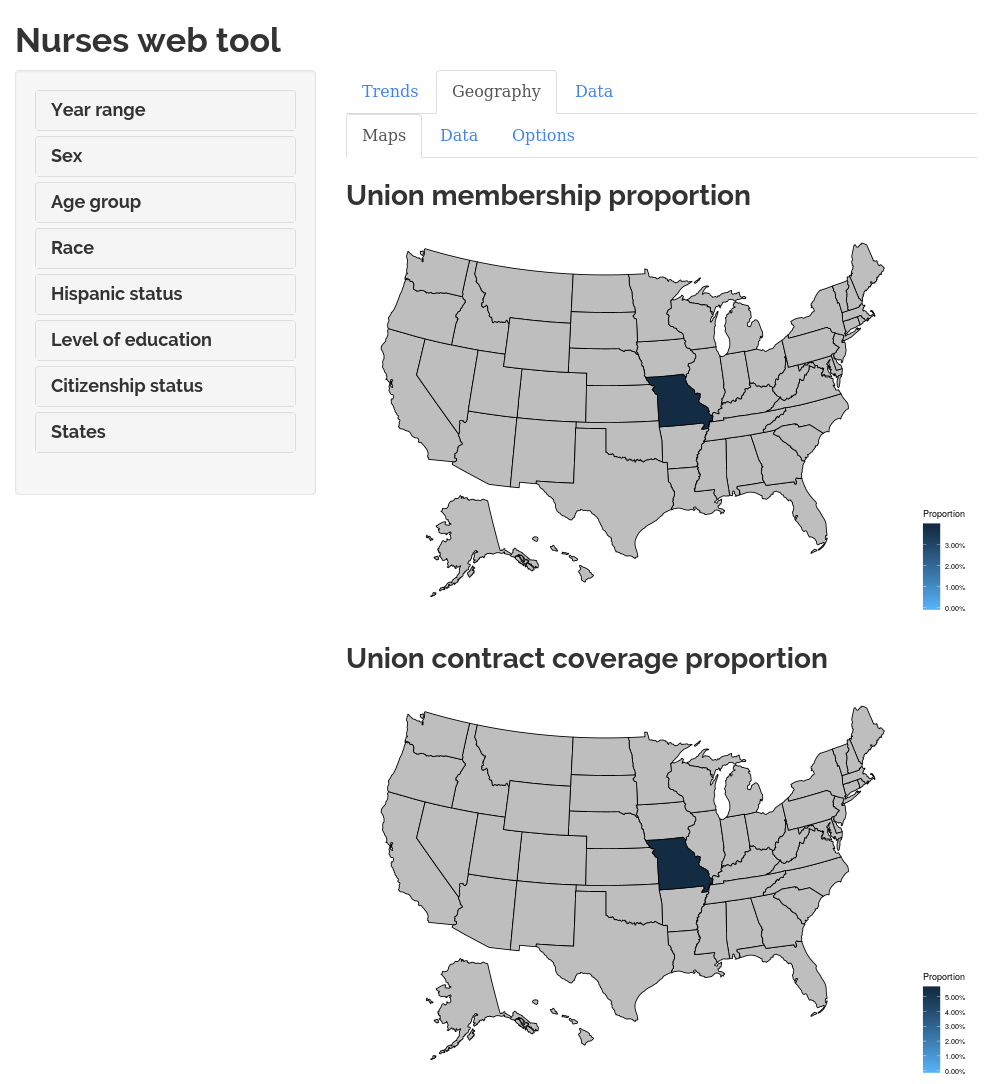 Nurses web tool
Year range
Sex
Age group
Race
Hispanic status
Level of education
Citizenship status
States
Trends Geography Data
Maps Data Options
Union membership proportion
Proportion
3.00%
2.00%
1.00%
0.00%
Union contract coverage proportion
Proportion
5.00%
4.00%
3.00%
2.00%
1.00%
0.00%